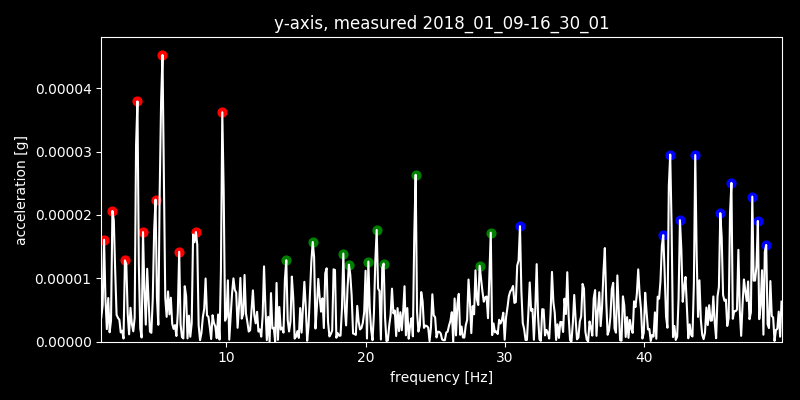 y-axis, measured 2018_01_09-16_30_01
acceleration [g]
0.00004
0.00003
0.00002
0.00001
0.00000
10 20 30 40
frequency [Hz]